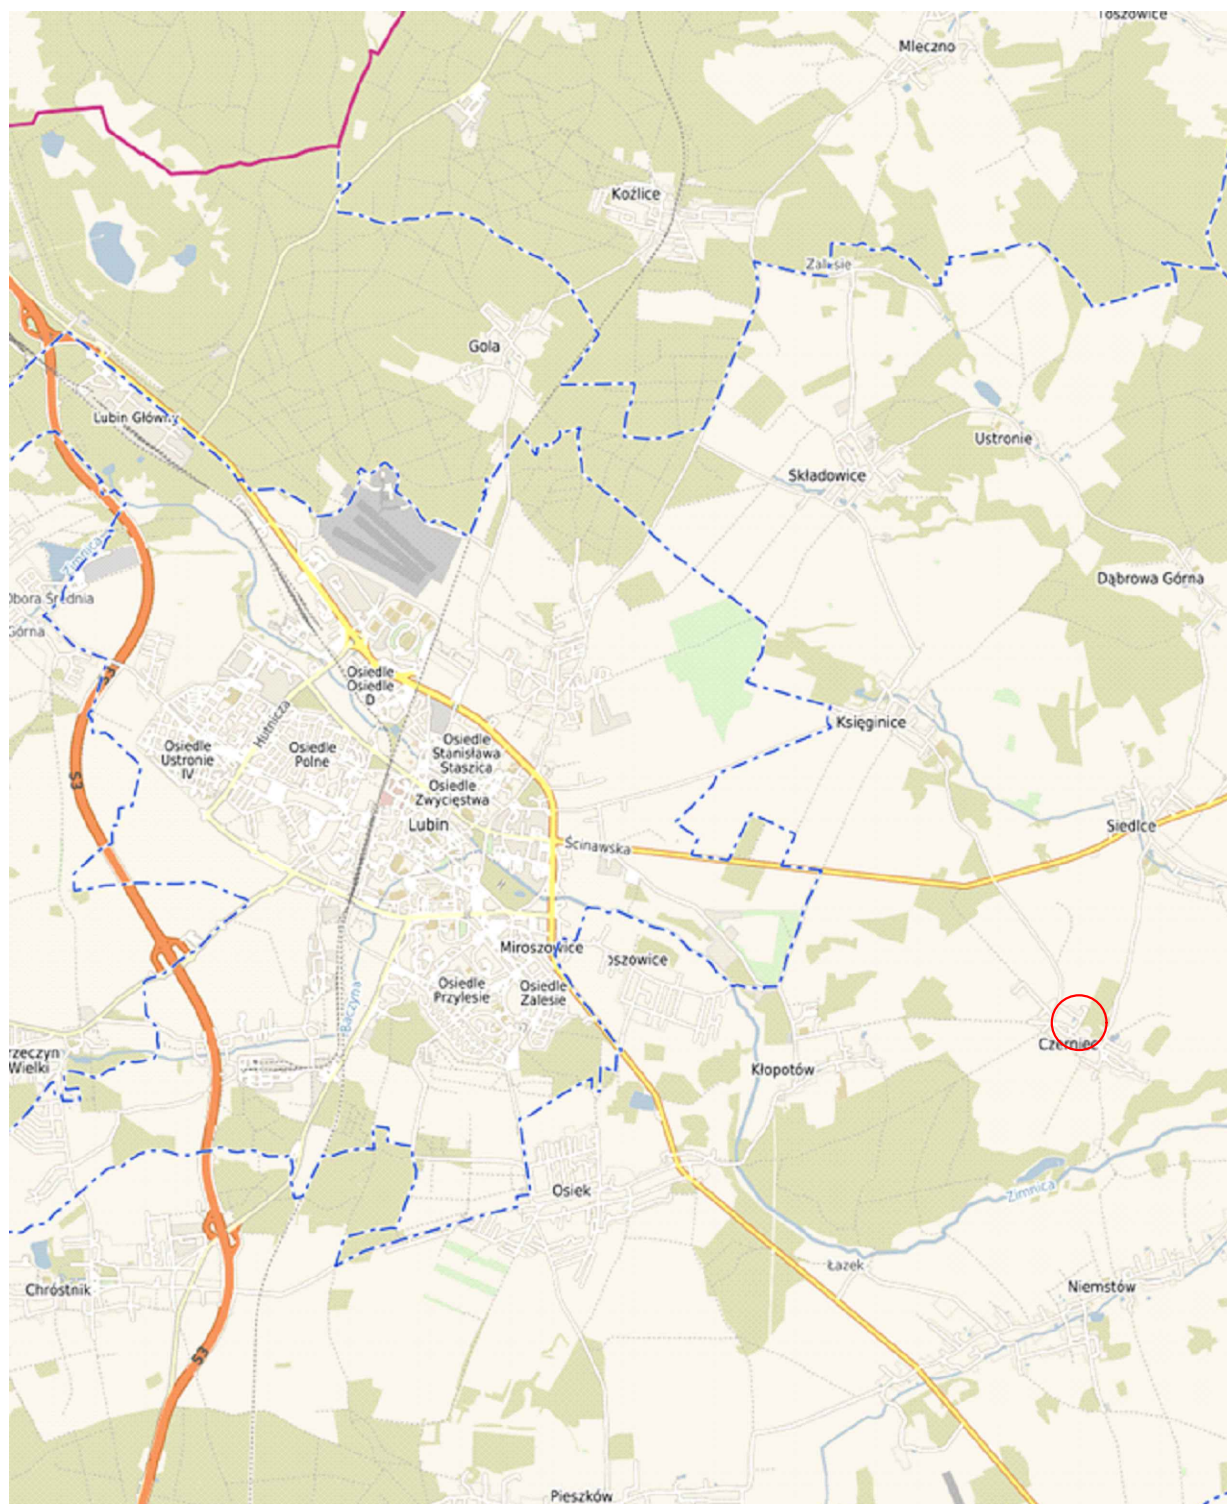 Toszowice
Mleczno
Koźlice
Zalesie
Gola
Lubin Główny
Ustronie
Składowice
Zimnica
Obora Średnia
Górna
Dąbrowa Górna
S3
Osiedle
Osiedle
D
Hutnicza
Księginice
Osiedle
Ustronie
IV
Osiedle
Polne
Osiedle
Stanisława
Staszica
S3
Osiedle
Zwycięstwa
Lubin
Siedlce
Ścinawska
H
Miroszowice
oszowice
Osiedle
Przylesie
Osiedle
Zalesie
Baczyna
Czerniec
rzeczyn
Wielki
Kłopotów
Osiek
Zimnica
Łazek
Chróstnik
Niemstów
S3
Pieszków